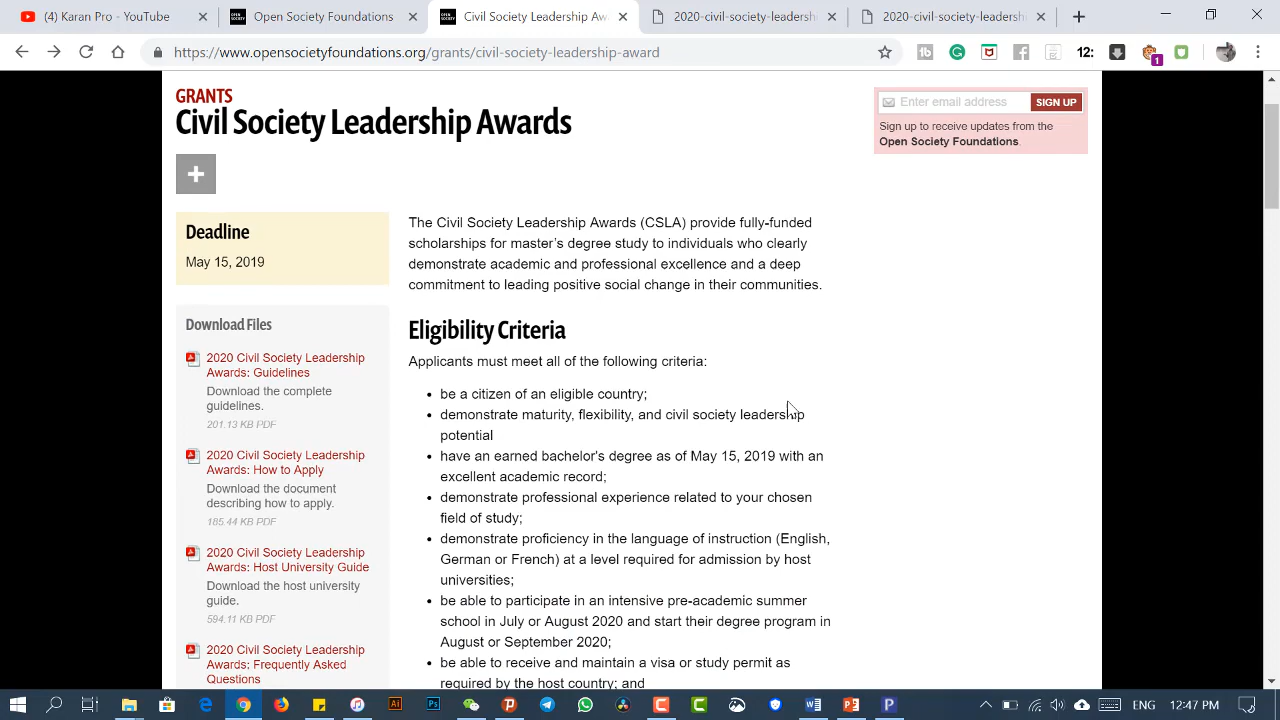 (4) YouTube
2020-civil-society-leadership-
2020-civil-society-leadership-
https://www.opensocietyfoundations.org/grants/civil-society-leadership-award
12:
1
GRANTS
Civil Society Leadership Awards
Enter email address SIGN UP
Sign up to receive updates from the
Open Society Foundations.
Deadline
May 15, 2019
The Civil Society Leadership Awards (CSLA) provide fully-funded
scholarships for master's degree study to individuals who clearly
demonstrate academic and professional excellence and a deep
commitment to leading positive social change in their communities.
Download Files
2020 Civil Society Leadership
Awards: Guidelines
Download the complete
guidelines.
201.13 KB PDF
2020 Civil Society Leadership
Awards: How to Apply
Download the document
describing how to apply.
185.44 KB PDF
2020 Civil Society Leadership
Awards: Host University Guide
Download the host university
guide.
594.11 KB PDF
2020 Civil Society Leadership
Awards: Frequently Asked
Questions
Eligibility Criteria
Applicants must meet all of the following criteria:
be a citizen of an eligible country;
demonstrate maturity, flexibility, and civil society leadership
potential
have an earned bachelor's degree as of May 15, 2019 with an
excellent academic record;
demonstrate professional experience related to your chosen
field of study;
demonstrate proficiency in the language of instruction (English,
German or French) at a level required for admission by host
universities;
be able to participate in an intensive pre-academic summer
school in July or August 2020 and start their degree program in
August or September 2020;
be able to receive and maintain a visa or study permit as
required by the host country; and
ENG 12:47 PM